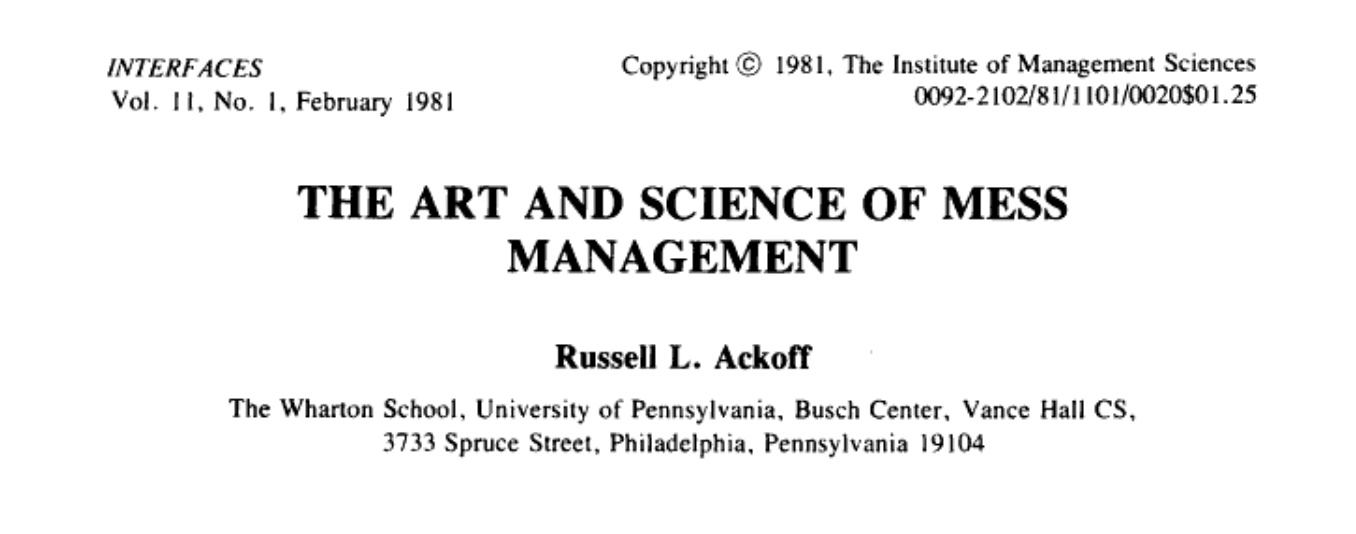 INTERFACES
Vol. 11, No. 1, February 1981
Copyright © 1981, The Institute of Management Sciences
0092-2102/81/1101/0020$01.25
THE ART AND SCIENCE OF MESS
MANAGEMENT
Russell L. Ackoff
The Wharton School, University of Pennsylvania, Busch Center, Vance Hall CS,
3733 Spruce Street, Philadelphia, Pennsylvania 19104